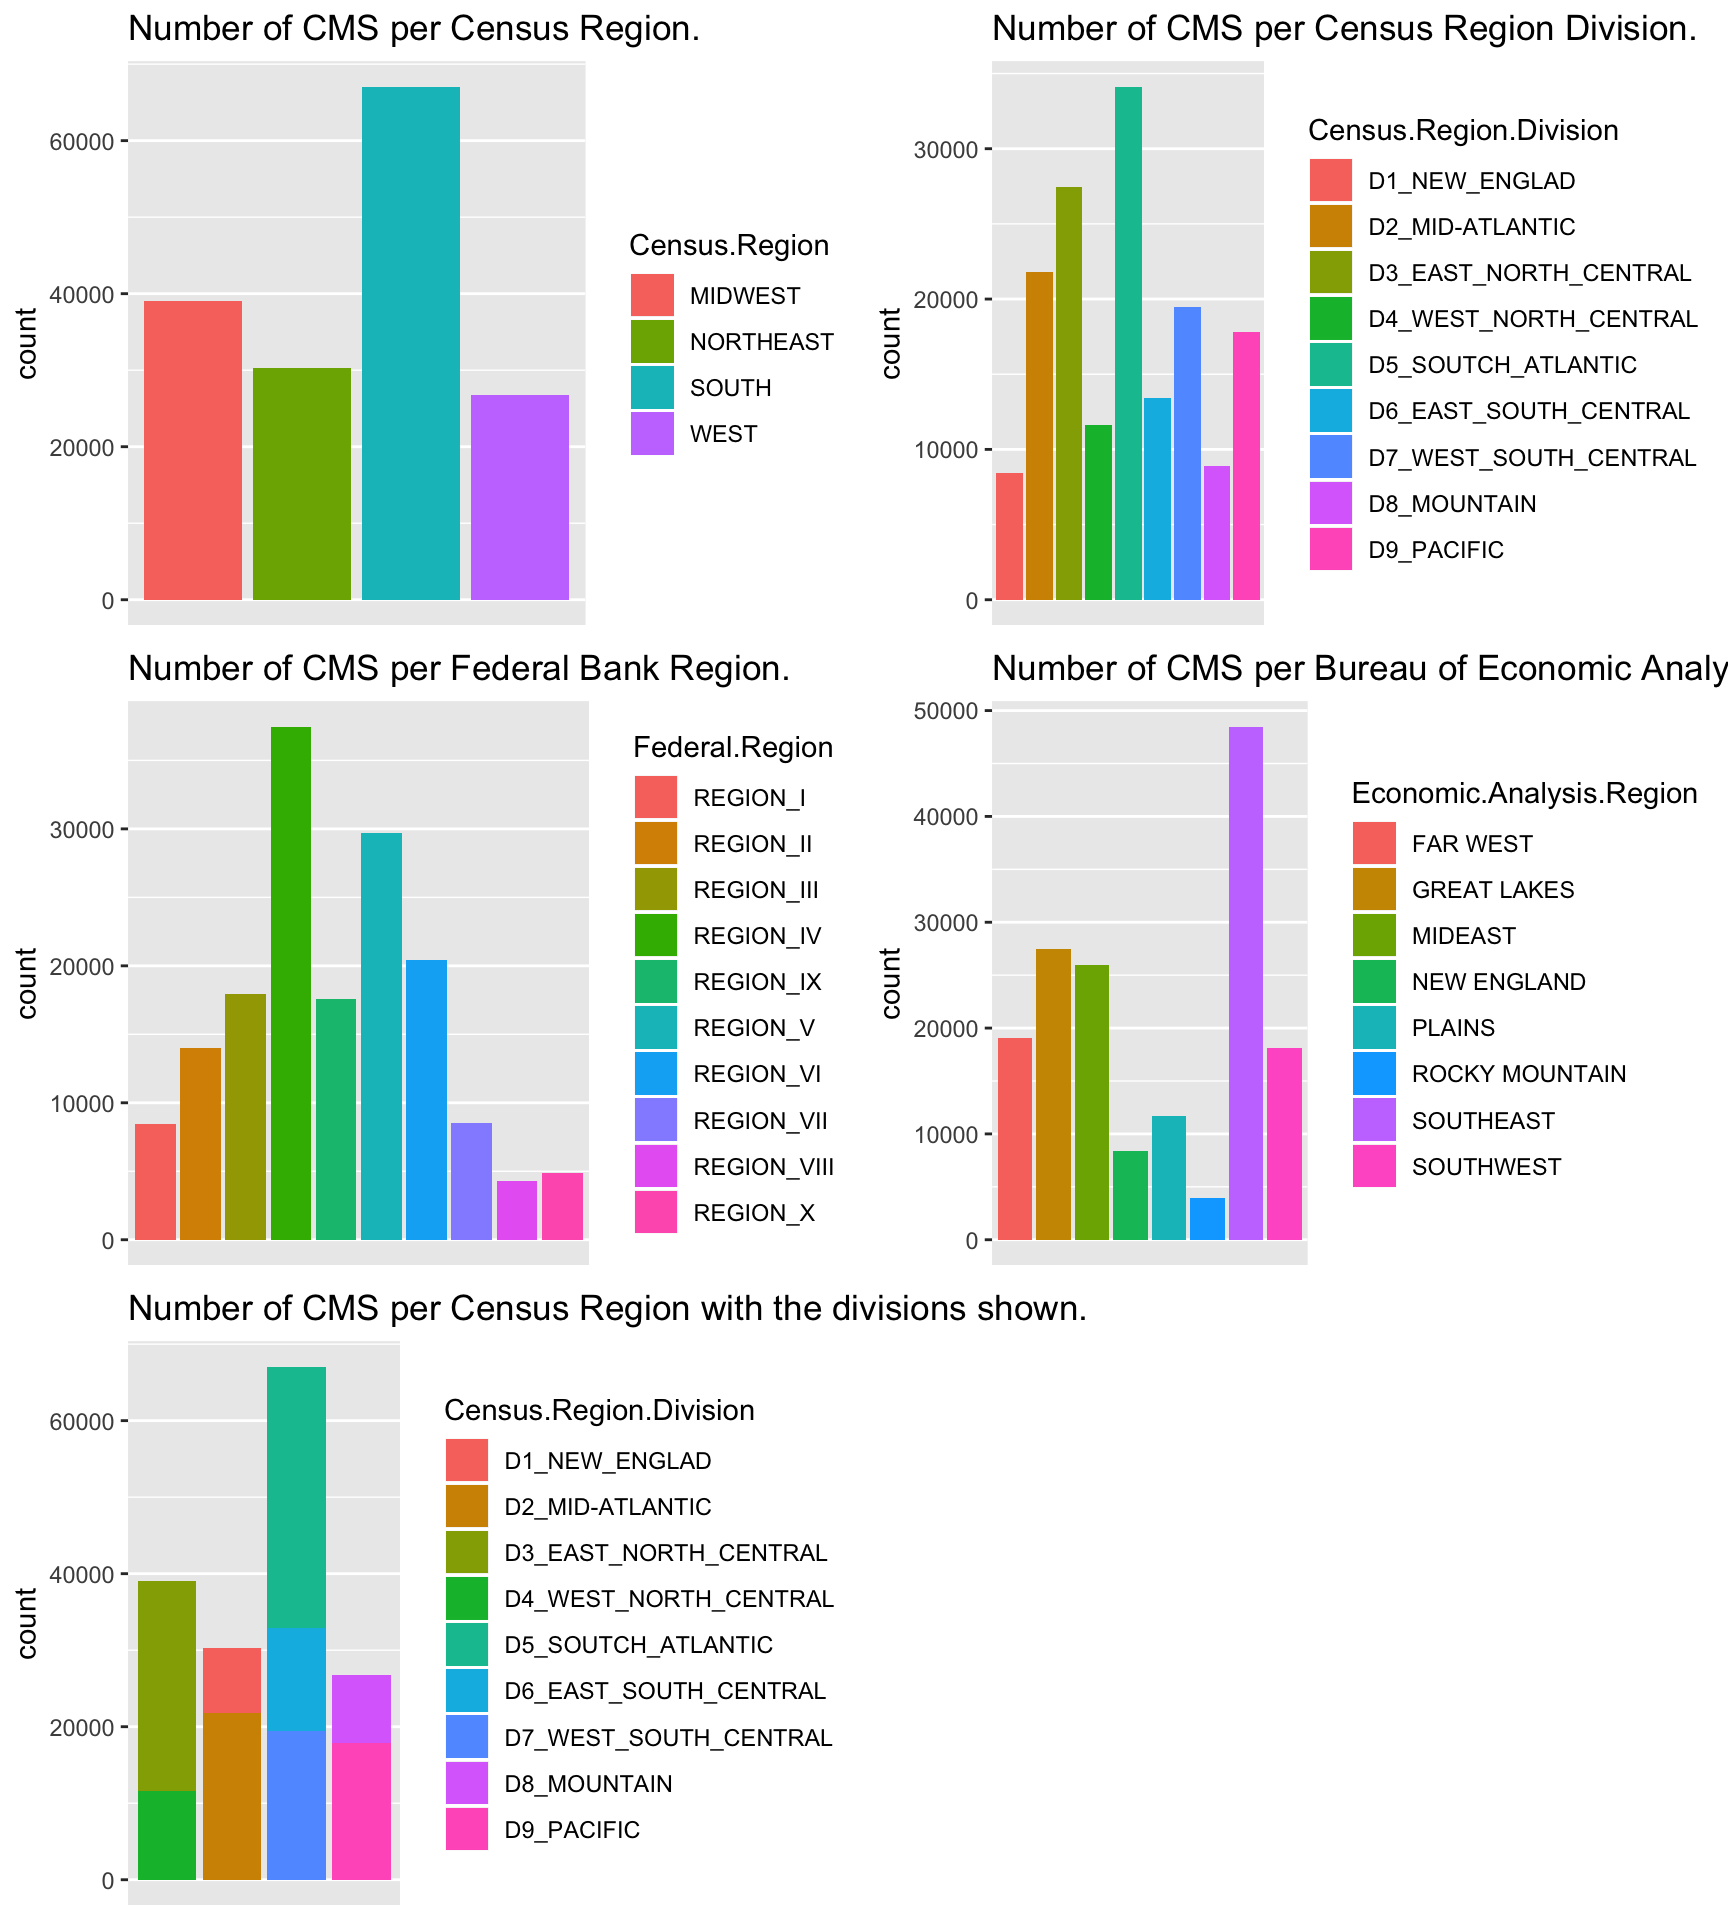 Number of CMS per Census Region.
count
60000
40000
20000
0
Census.Region
MIDWEST
NORTHEAST
SOUTH
WEST
Number of CMS per Census Region Division.
count
30000
20000
10000
0
Census.Region.Division
D1_NEW_ENGLAD
D2_MID-ATLANTIC
D3_EAST_NORTH_CENTRAL
D4_WEST_NORTH_CENTRAL
D5_SOUTCH_ATLANTIC
D6_EAST_SOUTH_CENTRAL
D7_WEST_SOUTH_CENTRAL
D8_MOUNTAIN
D9_PACIFIC
Number of CMS per Federal Bank Region.
count
30000
20000
10000
0
Federal.Region
REGION_I
REGION_II
REGION_III
REGION_IV
REGION_IX
REGION_V
REGION_VI
REGION_VII
REGION_VIII
REGION_X
Number of CMS per Bureau of Economic Analy
count
50000
40000
30000
20000
10000
0
Economic.Analysis.Region
FAR WEST
GREAT LAKES
MIDEAST
NEW ENGLAND
PLAINS
ROCKY MOUNTAIN
SOUTHEAST
SOUTHWEST
Number of CMS per Census Region with the divisions shown.
count
60000
40000
20000
0
Census.Region.Division
D1_NEW_ENGLAD
D2_MID-ATLANTIC
D3_EAST_NORTH_CENTRAL
D4_WEST_NORTH_CENTRAL
D5_SOUTCH_ATLANTIC
D6_EAST_SOUTH_CENTRAL
D7_WEST_SOUTH_CENTRAL
D8_MOUNTAIN
D9_PACIFIC